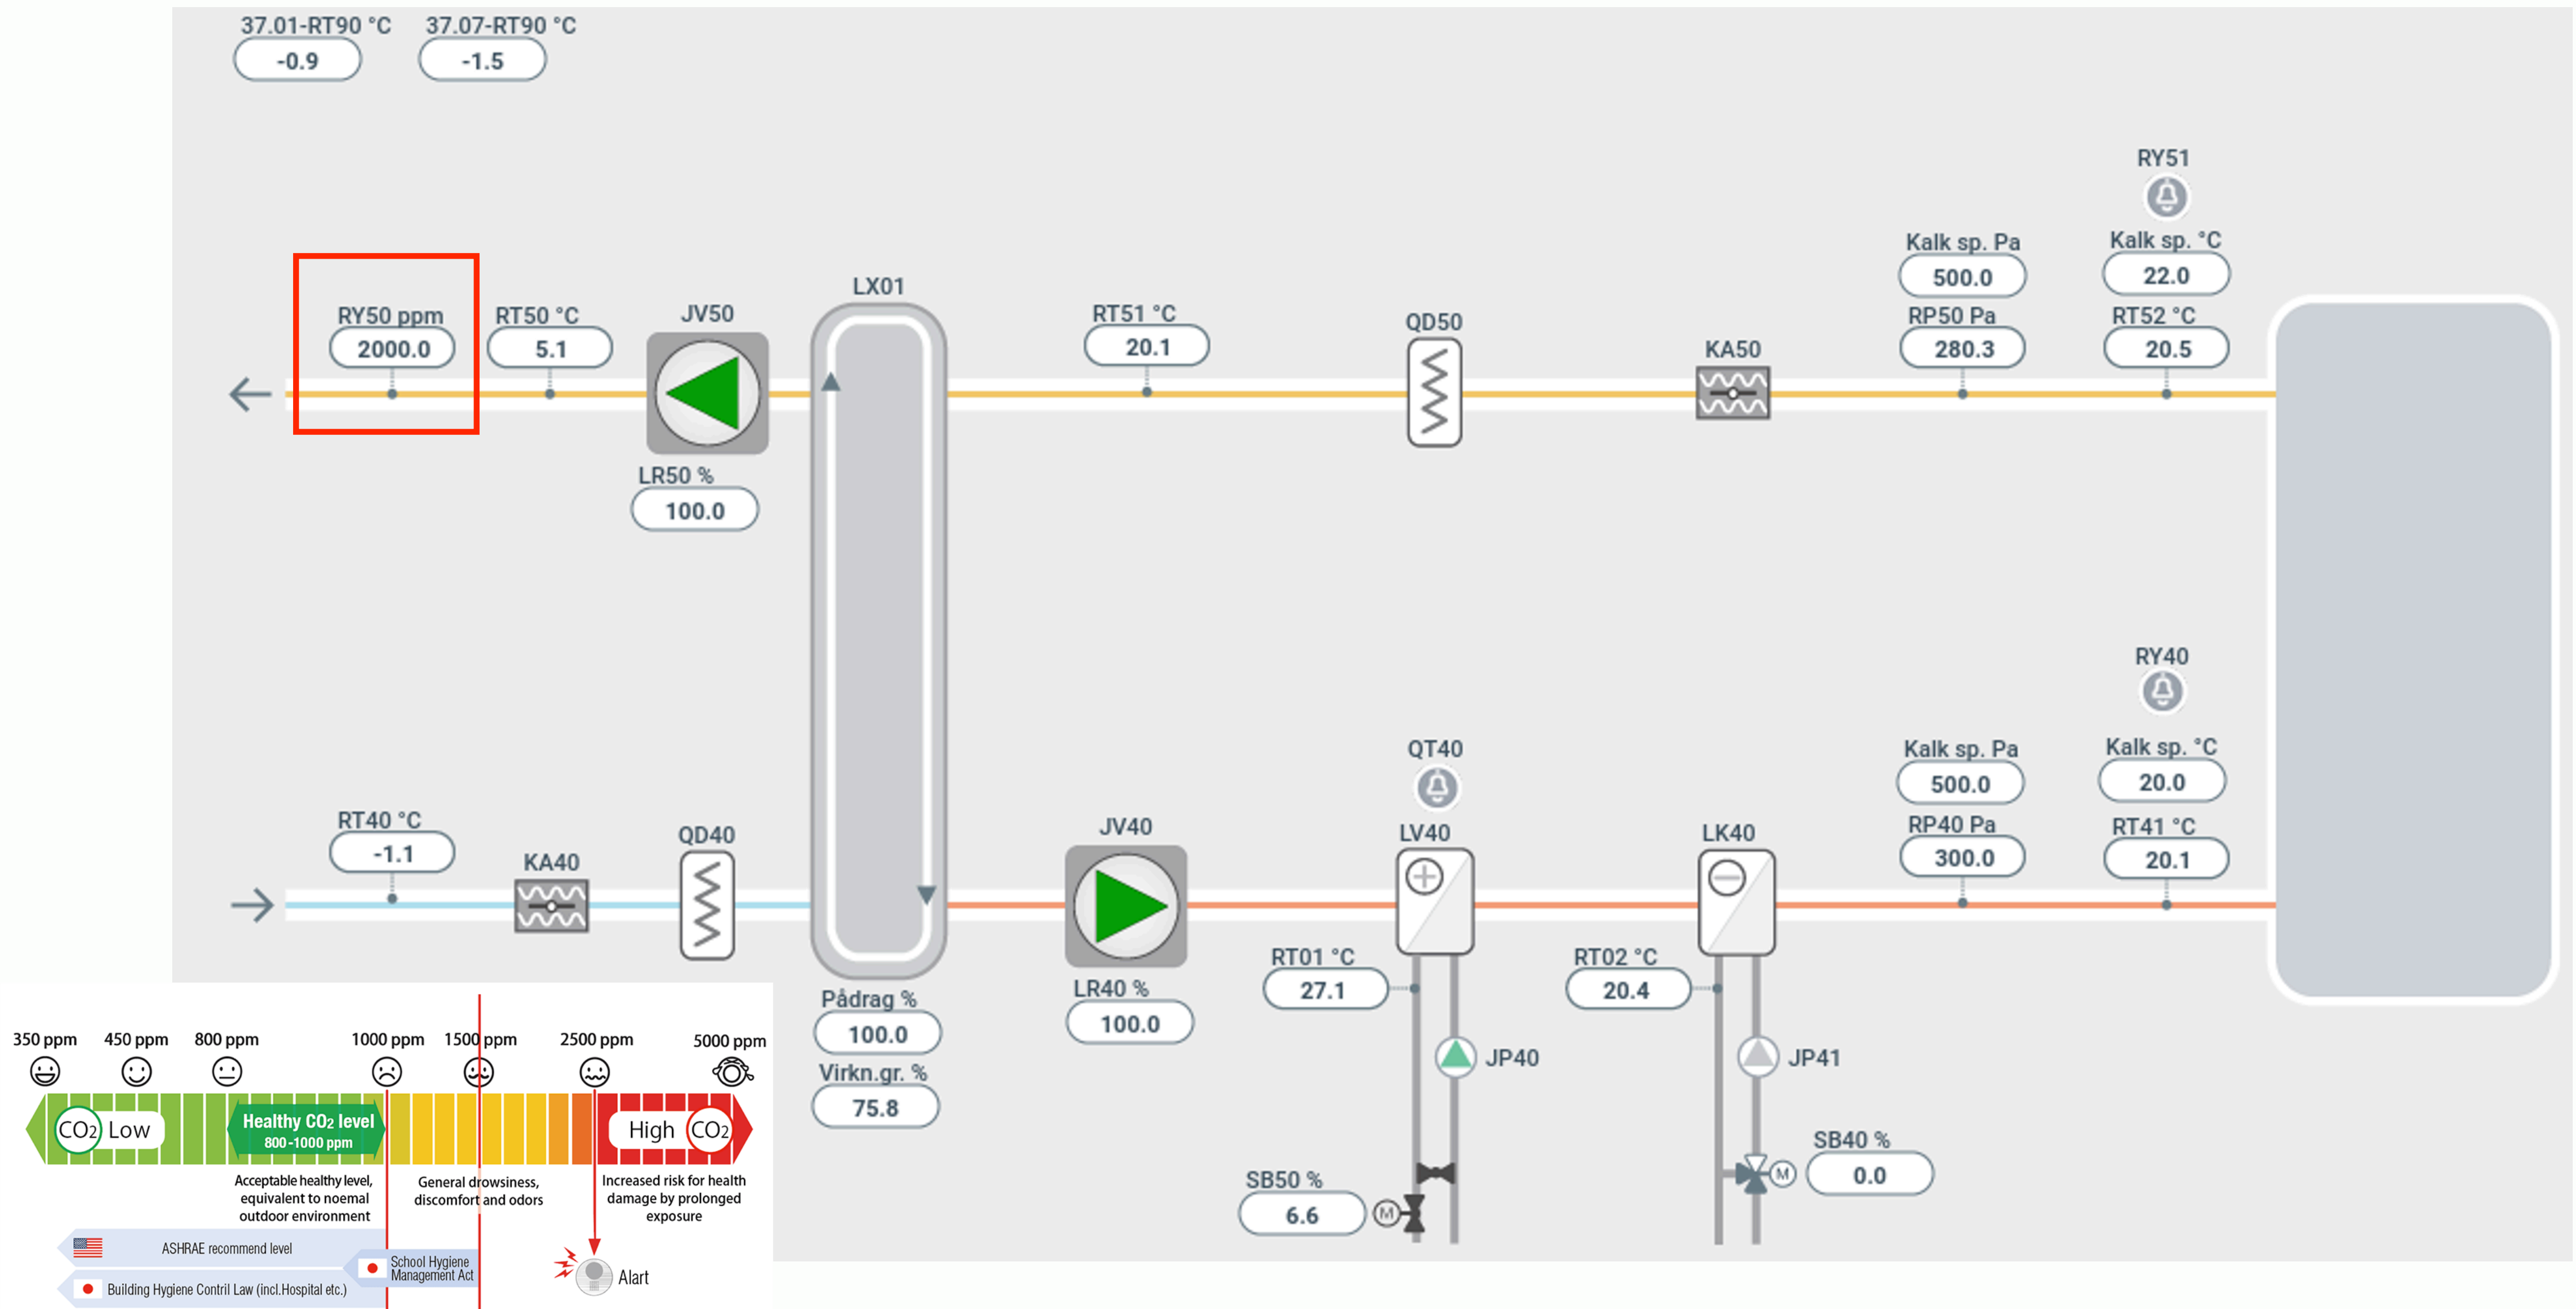 37.01-RT90 °C
-0.9
37.07-RT90 °C
-1.5
RY51
Kalk sp. Pa
500.0
Kalk sp. °C
22.0
RY50 ppm
2000.0
RT50 °C
5.1
JV50
LX01
RT51 °C
20.1
QD50
KA50
RP50 Pa
280.3
RT52 °C
20.5
LR50 %
100.0
RY40
QT40
Kalk sp. Pa
500.0
Kalk sp. °C
20.0
RT40 °C
-1.1
KA40
QD40
JV40
LV40
LK40
RP40 Pa
300.0
RT41 °C
20.1
RT01 °C
27.1
RT02 °C
20.4
Pådrag %
100.0
LR40 %
100.0
Virkn.gr. %
75.8
JP40
JP41
SB50 %
6.6
M
M
SB40 %
0.0
350 ppm
450 ppm
800 ppm
1000 ppm
1500 ppm
2500 ppm
5000 ppm
CO2 Low
Healthy CO2 level
800-1000 ppm
High CO2
Acceptable healthy level,
equivalent to noemal
outdoor environment
General drowsiness,
discomfort and odors
Increased risk for health
damage by prolonged
exposure
ASHRAE recommend level
School Hygiene
Management Act
Building Hygiene Contril Law (incl.Hospital etc.)
Alart